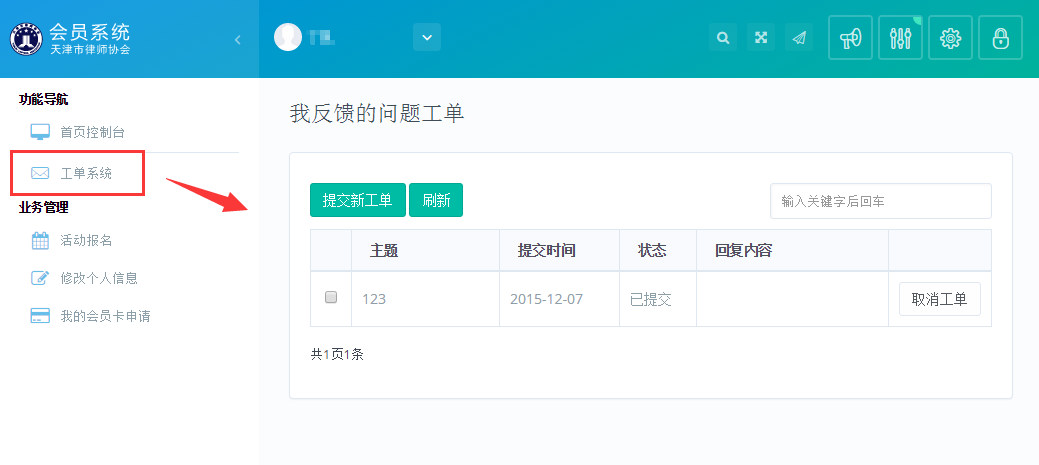 会员系统
天津市律师协会
功能导航
首页控制台
工单系统
业务管理
活动报名
修改个人信息
我的会员卡申请
我反馈的问题工单
提交新工单 刷新 输入关键字后回车
主题 提交时间 状态 回复内容
123 2015-12-07 已提交 取消工单
共1页1条